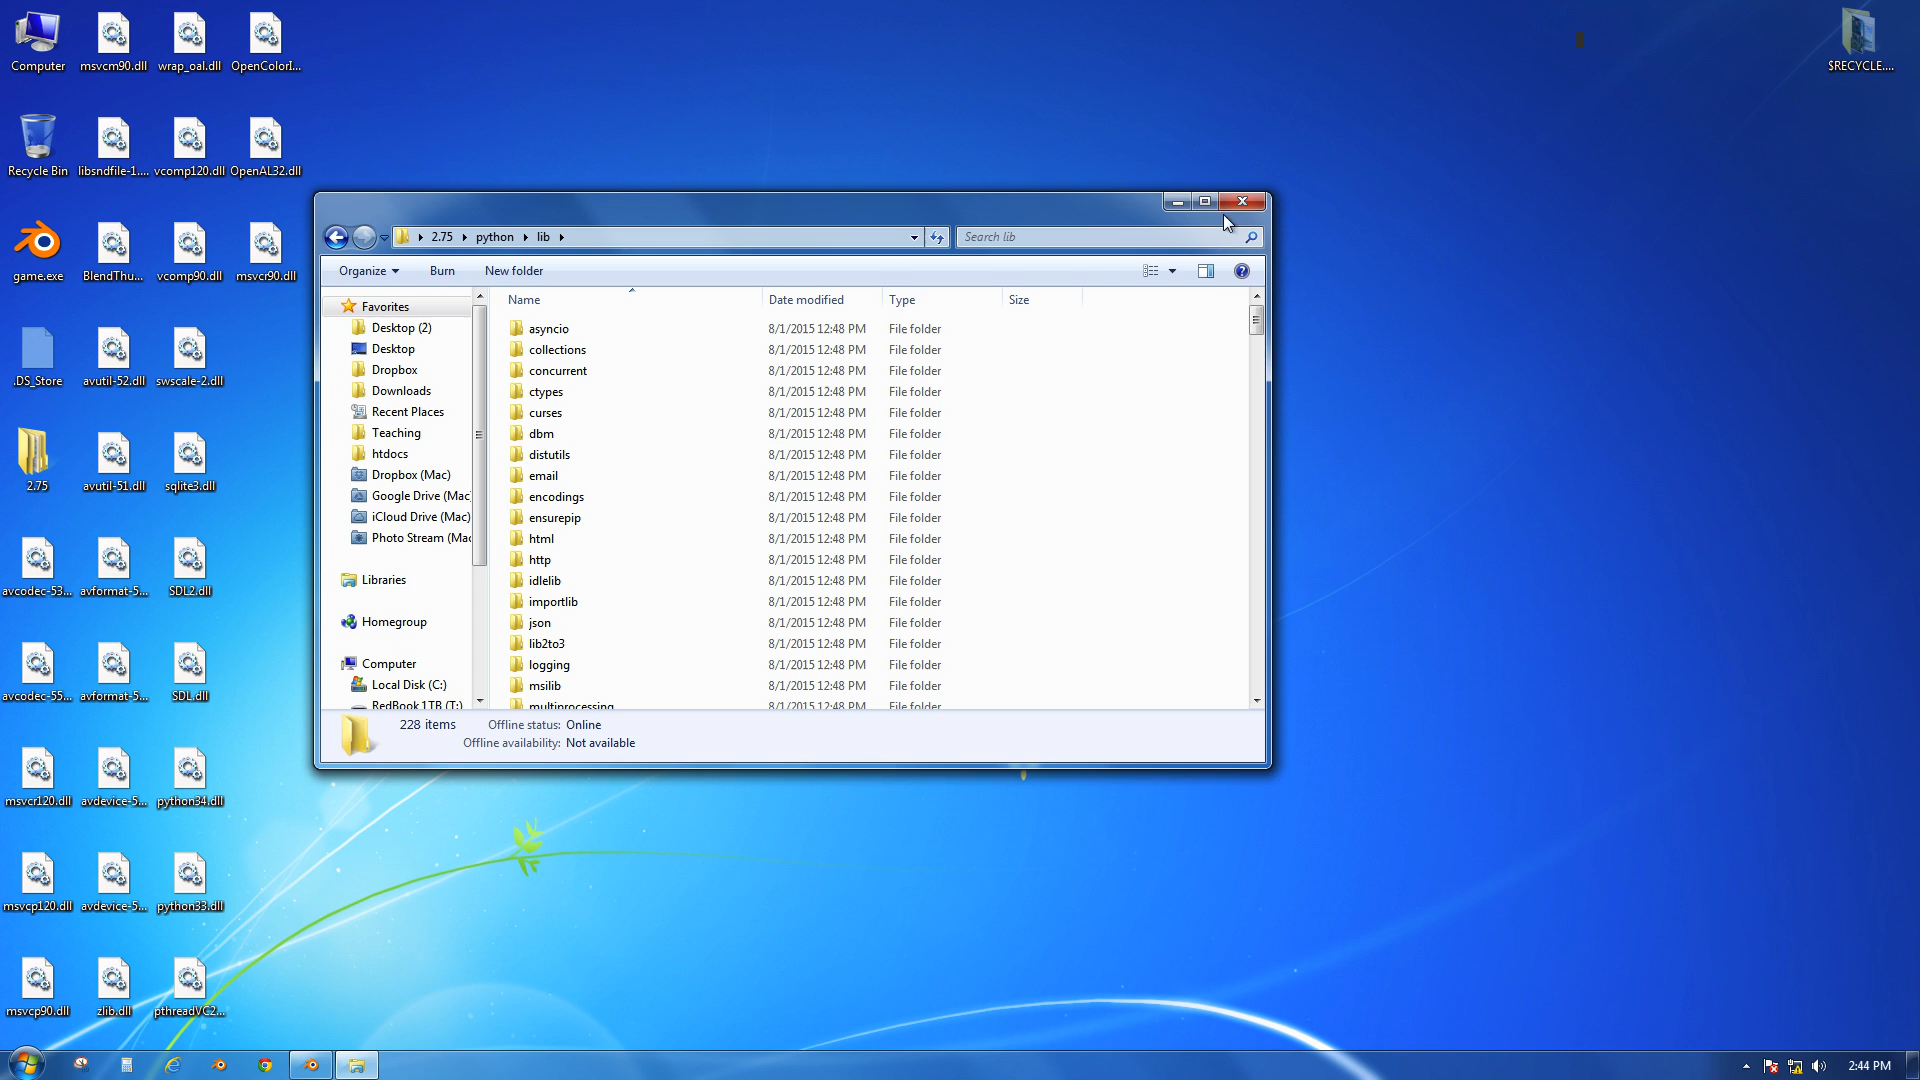 Computer
msvcm90.dll
wrap_oal.dll
OpenColorI...
$RECYCLE....
Recycle Bin
libsndfile-1....
vcomp120.dll
OpenAL32.dll
game.exe
BlendThu...
vcomp90.dll
msvcr90.dll
.DS_Store
avutil-52.dll
swscale-2.dll
2.75
avutil-51.dll
sqlite3.dll
avcodec-53...
avformat-5...
SDL2.dll
avcodec-55...
avformat-5...
SDL.dll
msvcr120.dll
avdevice-5...
python34.dll
msvcp120.dll
avdevice-5...
python33.dll
msvcp90.dll
zlib.dll
pthreadVC2...
2.75 python lib
Search lib
Organize Burn New folder
Favorites
Desktop (2)
Desktop
Dropbox
Downloads
Recent Places
Teaching
htdocs
Dropbox (Mac)
Google Drive (Mac
iCloud Drive (Mac)
Photo Stream (Mac
Libraries
Homegroup
Computer
Local Disk (C:)
RedBook 1TB (T:)
Name Date modified Type Size
asyncio 8/1/2015 12:48 PM File folder
collections 8/1/2015 12:48 PM File folder
concurrent 8/1/2015 12:48 PM File folder
ctypes 8/1/2015 12:48 PM File folder
curses 8/1/2015 12:48 PM File folder
dbm 8/1/2015 12:48 PM File folder
distutils 8/1/2015 12:48 PM File folder
email 8/1/2015 12:48 PM File folder
encodings 8/1/2015 12:48 PM File folder
ensurepip 8/1/2015 12:48 PM File folder
html 8/1/2015 12:48 PM File folder
http 8/1/2015 12:48 PM File folder
idlelib 8/1/2015 12:48 PM File folder
importlib 8/1/2015 12:48 PM File folder
json 8/1/2015 12:48 PM File folder
lib2to3 8/1/2015 12:48 PM File folder
logging 8/1/2015 12:48 PM File folder
msilib 8/1/2015 12:48 PM File folder
multiprocessing 8/1/2015 12:48 PM File folder
228 items Offline status: Online
Offline availability: Not available
2:44 PM